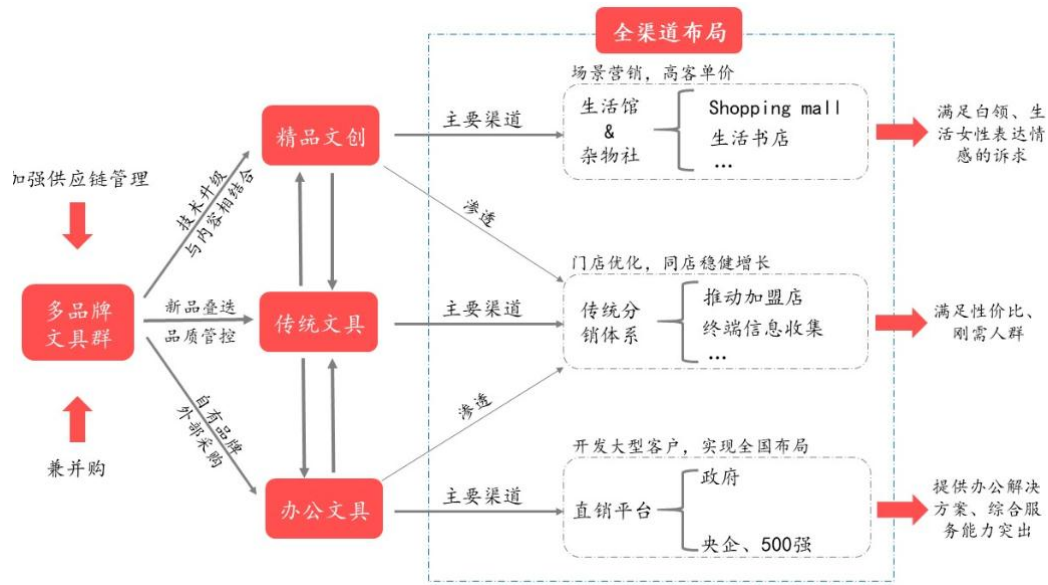 全渠道布局
加强供应链管理
多品牌
文具群
兼并购
技术升级
与内容相结合
新品叠迭
品质管控
自有品牌
外部采购
精品文创
传统文具
办公文具
主要渠道
渗透
主要渠道
渗透
主要渠道
场景营销，高客单价
生活馆
&
杂物社
Shopping mall
生活书店
...
门店优化，同店稳健增长
传统分
销体系
推动加盟店
终端信息收集
...
开发大型客户，实现全国布局
直销平台
政府
央企、500强
满足白领、生
活女性表达情
感的诉求
满足性价比、
刚需人群
提供办公解决
方案、综合服
务能力突出